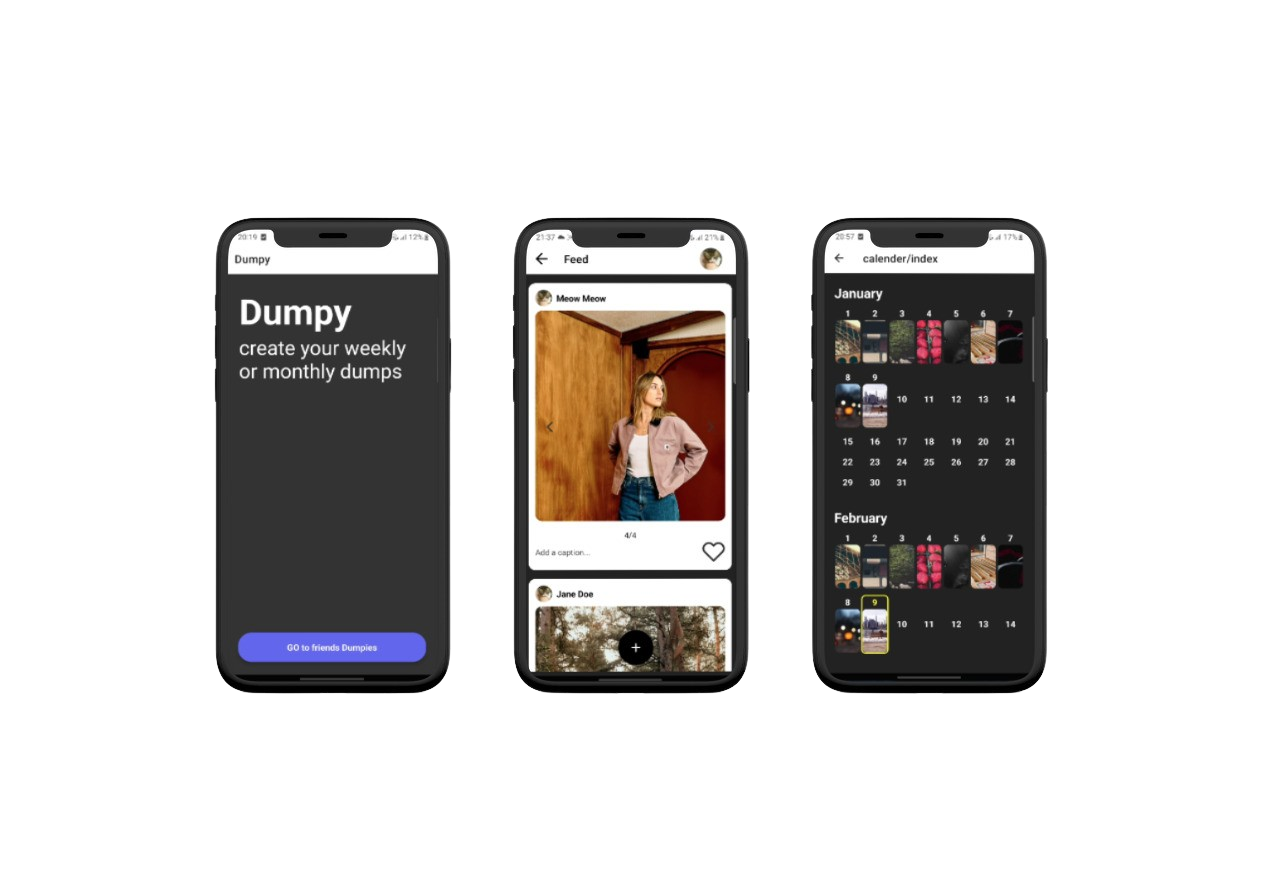 20:19
12%
Dumpy
Dumpy
create your weekly
or monthly dumps
GO to friends Dumpies
21:37
21%
Feed
Meow Meow
4/4
Add a caption...
Jane Doe
+
20:57
17%
calender/index
January
1 2 3 4 5 6 7
8 9 10 11 12 13 14
15 16 17 18 19 20 21
22 23 24 25 26 27 28
29 30 31
February
1 2 3 4 5 6 7
8 9 10 11 12 13 14